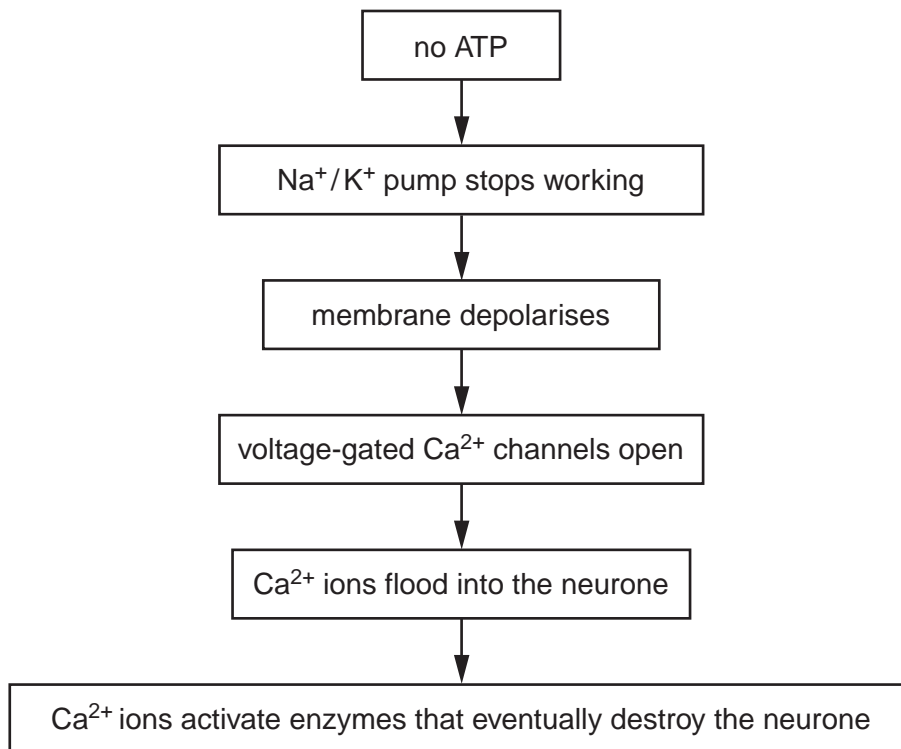 no ATP
Na⁺/K⁺ pump stops working
membrane depolarises
voltage-gated Ca²⁺ channels open
Ca²⁺ ions flood into the neurone
Ca²⁺ ions activate enzymes that eventually destroy the neurone